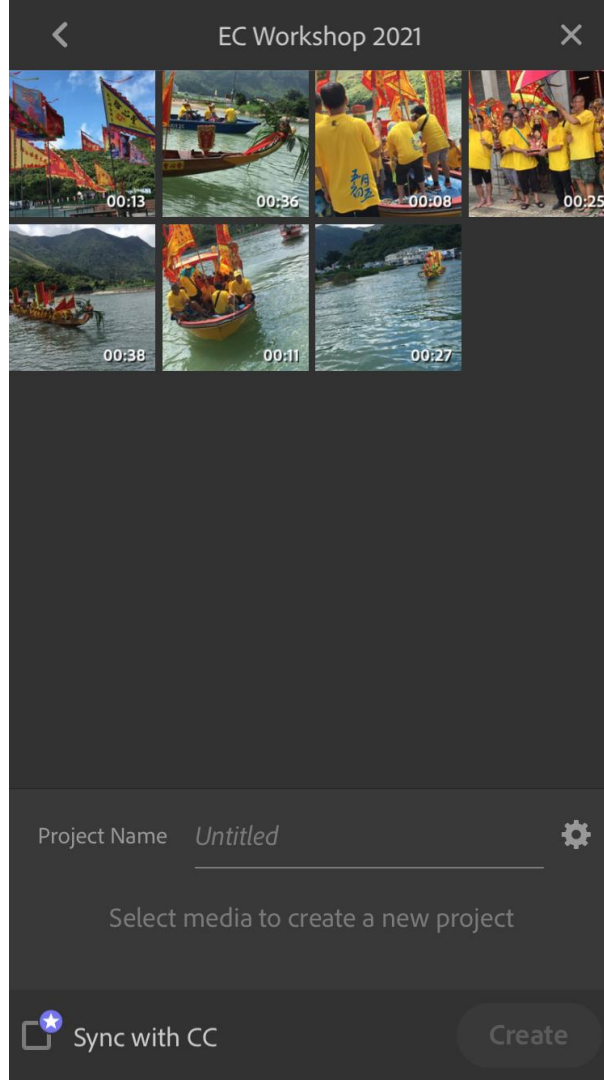 EC Workshop 2021
00:13
00:36
00:08
00:25
00:38
00:11
00:27
Project Name
Untitled
Select media to create a new project
Sync with CC
Create